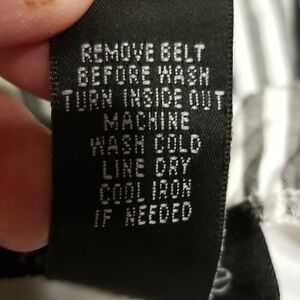 REMOVE BELT
BEFORE WASH
TURN INSIDE OUT
MACHINE
WASH COLD
LINE DRY
COOL IRON
IF NEEDED